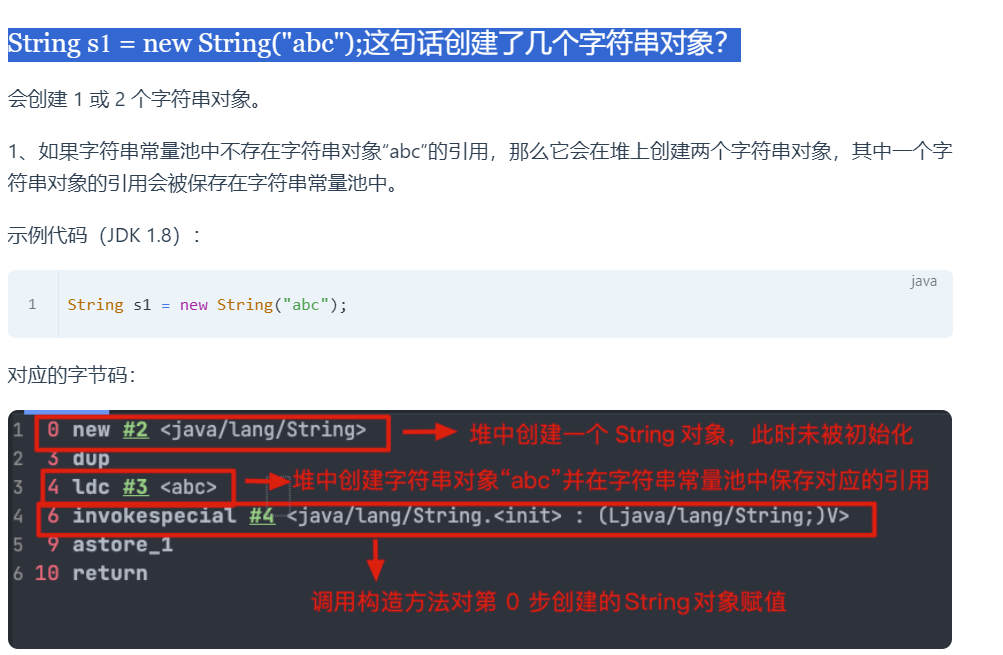 String s1 = new String("abc");这句话创建了几个字符串对象？
会创建 1 或 2 个字符串对象。
1、如果字符串常量池中不存在字符串对象“abc”的引用，那么它会在堆上创建两个字符串对象，其中一个字
符串对象的引用会被保存在字符串常量池中。
示例代码（JDK 1.8）：
java
1 String s1 = new String("abc");
对应的字节码：
1 0 new #2 <java/lang/String> 堆中创建一个 String 对象，此时未被初始化
2 3 dup
3 4 ldc #3 <abc> 堆中创建字符串对象“abc”并在字符串常量池中保存对应的引用
4 6 invokespecial #4 <java/lang/String.<init> : (Ljava/lang/String;)V>
5 9 astore_1
6 10 return
调用构造方法对第 0 步创建的String对象赋值